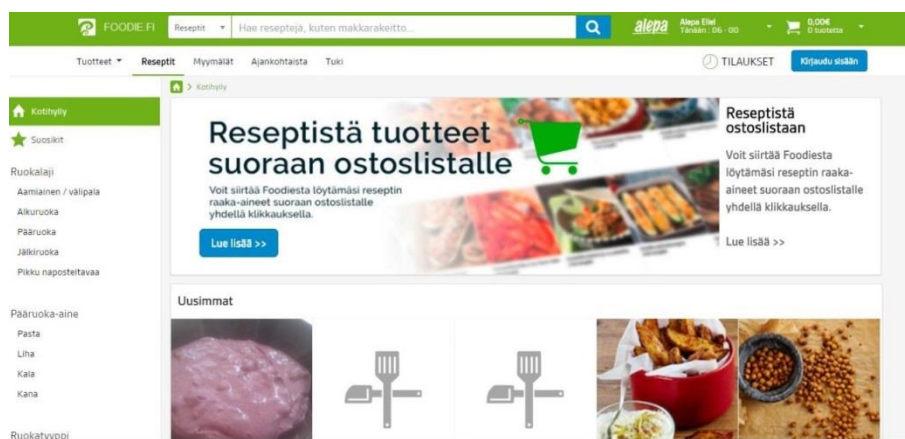 FOODIE.FI
Reseptit
Hae reseptejä, kuten makkarakeitto...
alepa
Alepa Eliel
Tänään : 06 - 00
0,00€
0 tuotetta
Tuotteet
Reseptit
Myymälät
Ajankohtaista
Tuki
TILAUKSET
Kirjaudu sisään
Kotihylly
Kotihylly
Suosikit
Ruokalaji
Aamiainen / välipala
Alkuruoka
Pääruoka
Jälkiruoka
Pikku naposteltavaa
Pääruoka-aine
Pasta
Liha
Kala
Kana
Ruokatyyppi
Reseptistä tuotteet
suoraan ostoslistalle
Voit siirtää Foodiesta löytämäsi reseptin
raaka-aineet suoraan ostoslistalle
yhdellä klikkauksella.
Lue lisää >>
Reseptistä
ostoslistaan
Voit siirtää Foodiesta
löytämäsi reseptin raaka-
aineet suoraan ostoslistalle
yhdellä klikkauksella.
Lue lisää >>
Uusimmat